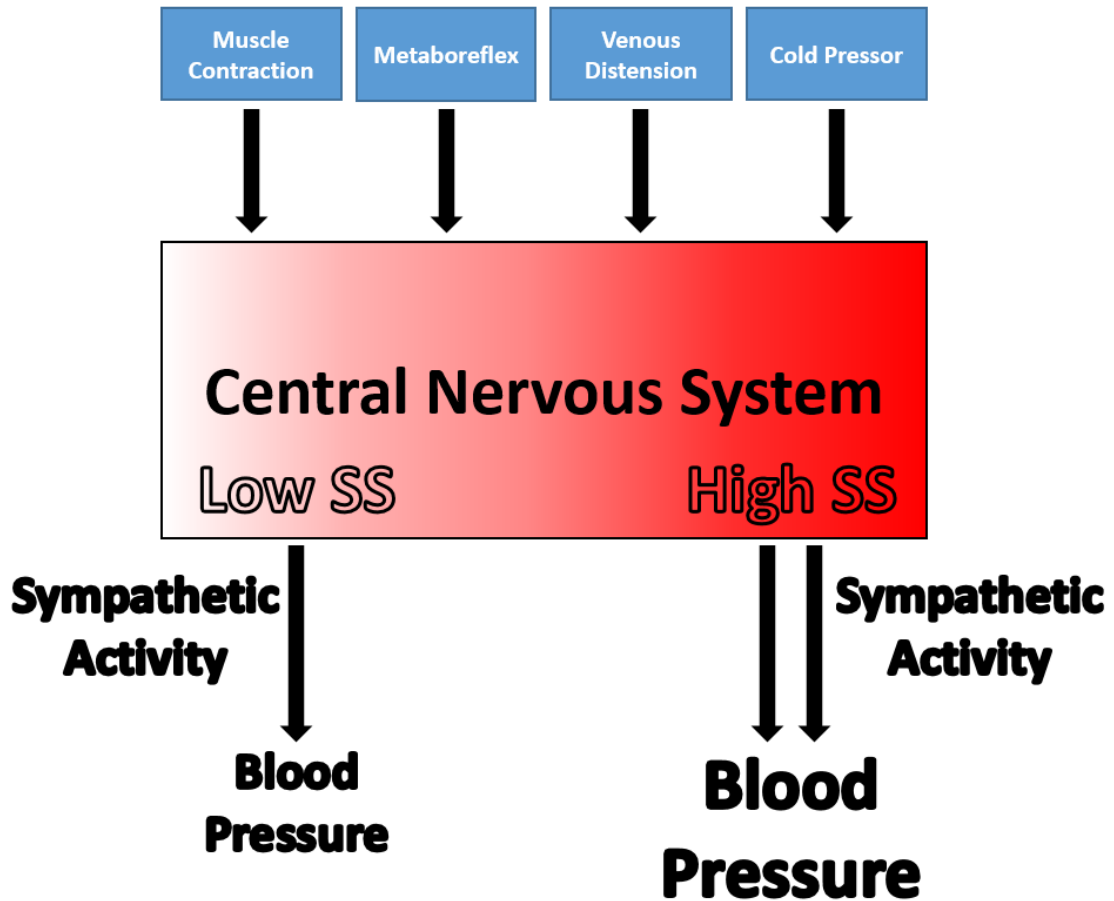 Muscle
Contraction
Metaboreflex
Venous
Distension
Cold Pressor
Central Nervous System
Low SS
High SS
Sympathetic
Activity
Sympathetic
Activity
Blood
Pressure
Blood
Pressure